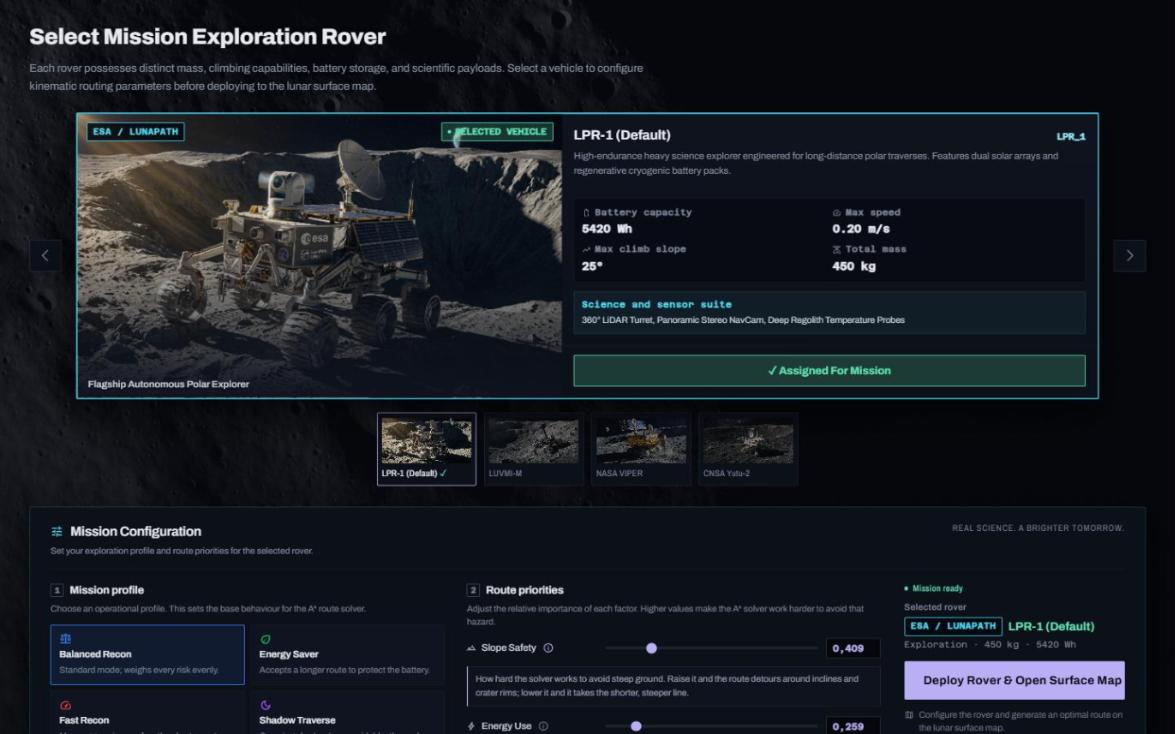 Select Mission Exploration Rover
Each rover possesses distinct mass, climbing capabilities, battery storage, and scientific payloads. Select a vehicle to configure
kinematic routing parameters before deploying to the lunar surface map.
ESA / LUNAPATH
• SELECTED VEHICLE
esa
Flagship Autonomous Polar Explorer
LPR-1 (Default)
LPR_1
High-endurance heavy science explorer engineered for long-distance polar traverses. Features dual solar arrays and
regenerative cryogenic battery packs.
Battery capacity
5420 Wh
Max speed
0.20 m/s
Max climb slope
25°
Total mass
450 kg
Science and sensor suite
360° LiDAR Turret, Panoramic Stereo NavCam, Deep Regolith Temperature Probes
✓ Assigned For Mission
LPR-1 (Default) ✓
LUVMI-M
NASA VIPER
CNSA Yutu-2
Mission Configuration
Set your exploration profile and route priorities for the selected rover.
REAL SCIENCE. A BRIGHTER TOMORROW.
1 Mission profile
Choose an operational profile. This sets the base behaviour for the A* route solver.
Balanced Recon
Standard mode; weighs every risk evenly.
Energy Saver
Accepts a longer route to protect the battery.
Fast Recon
Shadow Traverse
2 Route priorities
Adjust the relative importance of each factor. Higher values make the A* solver work harder to avoid that
hazard.
Slope Safety
0,409
How hard the solver works to avoid steep ground. Raise it and the route detours around inclines and
crater rims; lower it and it takes the shorter, steeper line.
Energy Use
0,259
• Mission ready
Selected rover
ESA / LUNAPATH LPR-1 (Default)
Exploration · 450 kg · 5420 Wh
Deploy Rover & Open Surface Map
Configure the rover and generate an optimal route on
the lunar surface map.